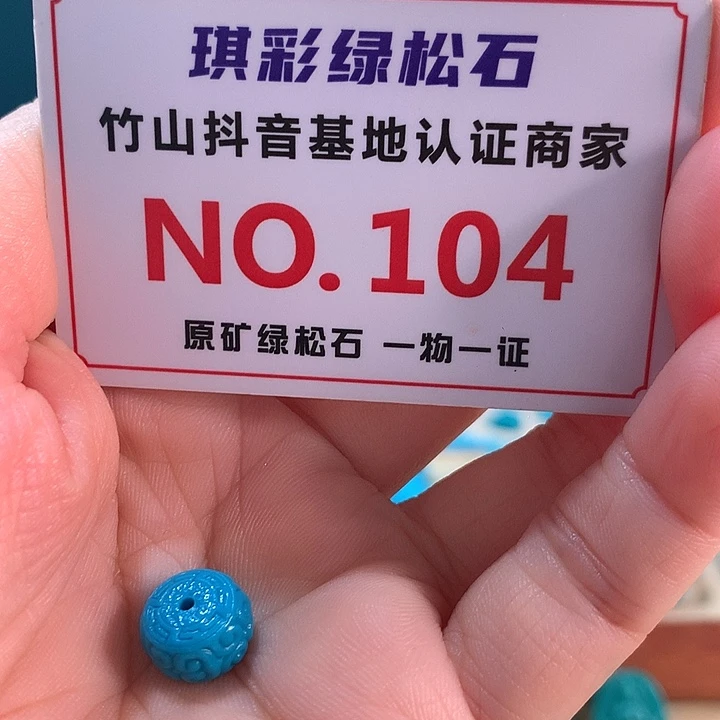 琪彩绿松石
竹山抖音基地认证商家
NO.104
原矿绿松石 一物一证